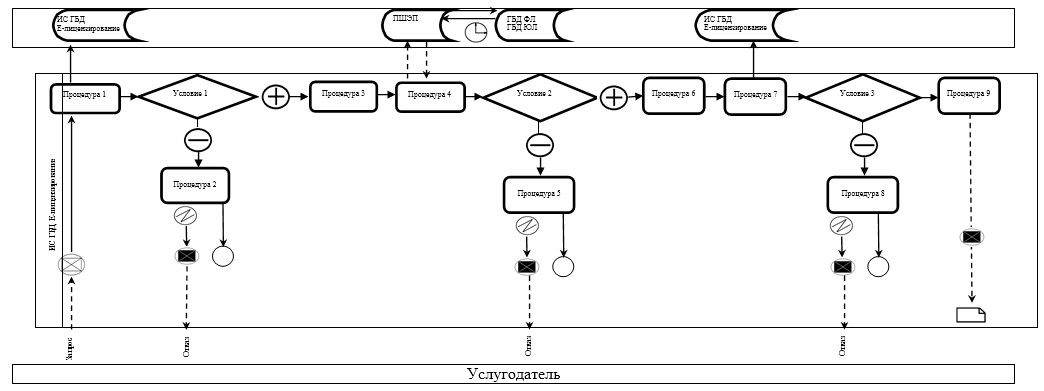 ИС ГБД
Е-лицензирование
ПШЭП
ГБД ФЛ
ГБД ЮЛ
ИС ГБД
Е-лицензирование
Процедура 1
Условие 1
Процедура 3
Процедура 4
Условие 2
Процедура 6
Процедура 7
Условие 3
Процедура 9
Процедура 2
Процедура 5
Процедура 8
ИС ГБД Е-лицензирование
Запрос
Отказ
Отказ
Отказ
Услугодатель